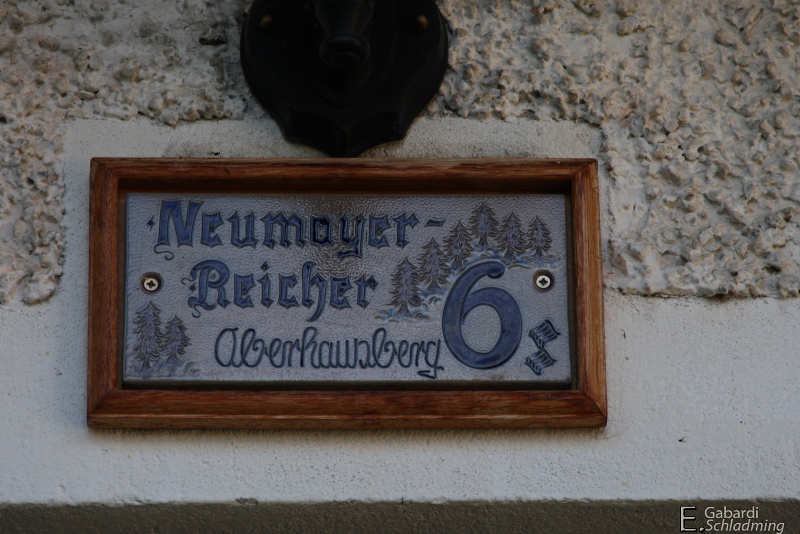 Neumayer-
Reicher
Oberhausberg
6
E. Gabardi
Schladming